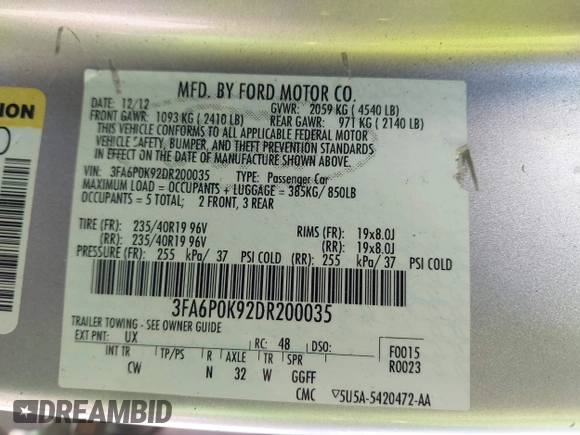 MFD. BY FORD MOTOR CO.
DATE: 12/12
GVWR: 2059 KG ( 4540 LB)
FRONT GAWR: 1093 KG ( 2410 LB)
REAR GAWR: 971 KG ( 2140 LB)
THIS VEHICLE CONFORMS TO ALL APPLICABLE FEDERAL MOTOR
VEHICLE SAFETY, BUMPER, AND THEFT PREVENTION STANDARDS
IN EFFECT ON THE DATE OF MANUFACTURE SHOWN ABOVE.
VIN: 3FA6P0K92DR200035 TYPE: Passenger Car
MAXIMUM LOAD = OCCUPANTS + LUGGAGE = 385KG/ 850LB
OCCUPANTS = 5 TOTAL; 2 FRONT, 3 REAR
TIRE (FR): 235/40R19 96V RIMS (FR): 19x8.0J
(RR): 235/40R19 96V (RR): 19x8.0J
PRESSURE (FR): 255 kPa/ 37 PSI COLD (RR): 255 kPa/ 37 PSI COLD
3FA6P0K92DR200035
TRAILER TOWING - SEE OWNER GUIDE
EXT PNT: UX RC: 48 DSO: F0015
R0023
INT TR TP/PS R AXLE TR SPR
CW N 32 W GGFF
CMC ▽5U5A-5420472-AA
DREAMBID